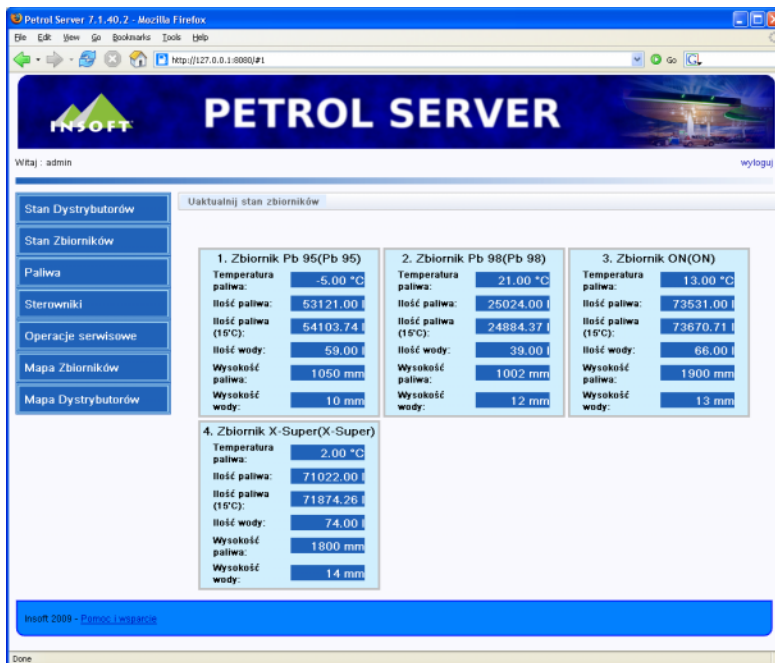 Petrol Server 7.1.40.2 - Mozilla Firefox
File Edit View Go Bookmarks Tools Help
http://127.0.0.1:8080/#1
Go
INSOFT
PETROL SERVER
Witaj : admin
wyloguj
Stan Dystrybutorów
Stan Zbiorników
Paliwa
Sterowniki
Operacje serwisowe
Mapa Zbiorników
Mapa Dystrybutorów
Uaktualnij stan zbiorników
1. Zbiornik Pb 95(Pb 95)
Temperatura paliwa: -5.00 °C
Ilość paliwa: 53121.00 l
Ilość paliwa (15'C): 54103.74 l
Ilość wody: 59.00 l
Wysokość paliwa: 1050 mm
Wysokość wody: 10 mm
2. Zbiornik Pb 98(Pb 98)
Temperatura paliwa: 21.00 °C
Ilość paliwa: 25024.00 l
Ilość paliwa (15'C): 24884.37 l
Ilość wody: 39.00 l
Wysokość paliwa: 1002 mm
Wysokość wody: 12 mm
3. Zbiornik ON(ON)
Temperatura paliwa: 13.00 °C
Ilość paliwa: 73531.00 l
Ilość paliwa (15'C): 73670.71 l
Ilość wody: 66.00 l
Wysokość paliwa: 1900 mm
Wysokość wody: 13 mm
4. Zbiornik X-Super(X-Super)
Temperatura paliwa: 2.00 °C
Ilość paliwa: 71022.00 l
Ilość paliwa (15'C): 71874.26 l
Ilość wody: 74.00 l
Wysokość paliwa: 1800 mm
Wysokość wody: 14 mm
Insoft 2009 - Pomoc i wsparcie
Done